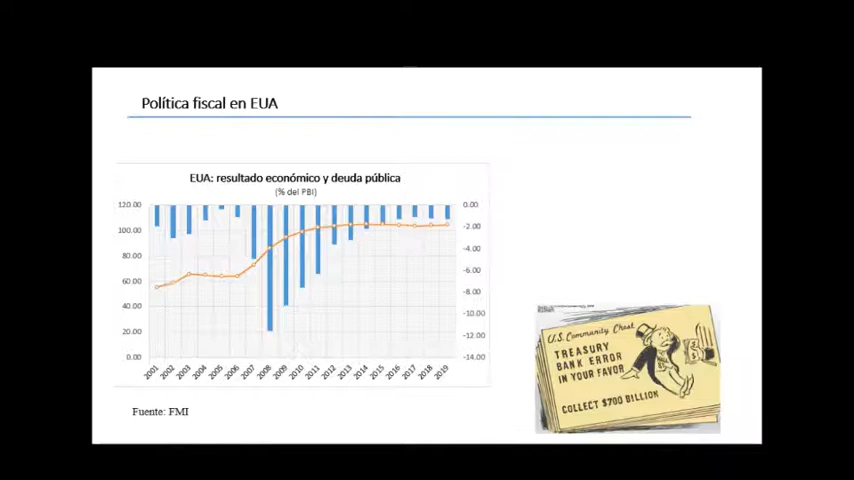 Política fiscal en EUA
EUA: resultado económico y deuda pública
(% del PBI)
120.00
100.00
80.00
60.00
40.00
20.00
0.00
0.00
-2.00
-4.00
-6.00
-8.00
-10.00
-12.00
-14.00
2001 2002 2003 2004 2005 2006 2007 2008 2009 2010 2011 2012 2013 2014 2015 2016 2017 2018 2019
Fuente: FMI
U.S. Community Chest
TREASURY
BANK ERROR
IN YOUR FAVOR
COLLECT $700 BILLION